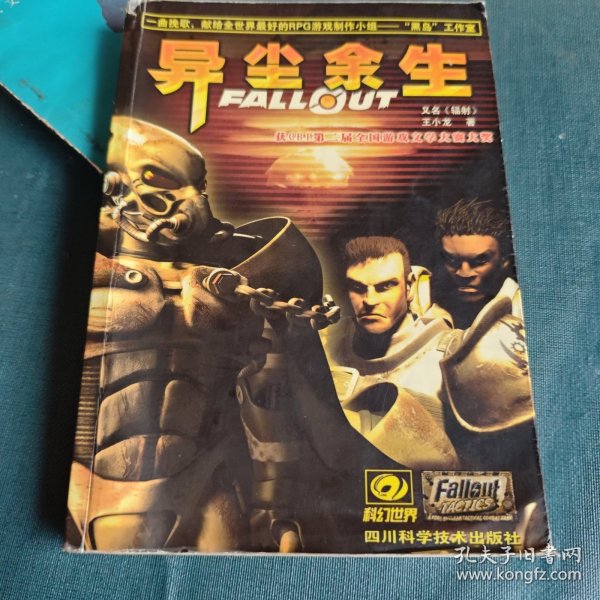 一曲挽歌,献给全世界最好的RPG游戏制作小组——“黑岛”工作室
异尘余生
FALLOUT
又名《辐射》
王小龙 著
获CBI第二届全国游戏文学大赛大奖
科幻世界
Fallout
TACTICS
四川科学技术出版社
孔夫子旧书网
www.kongfz.com